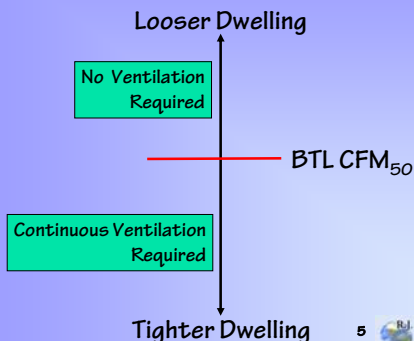 Looser Dwelling
No Ventilation
Required
BTL CFM50
Continuous Ventilation
Required
Tighter Dwelling
5
R.J.